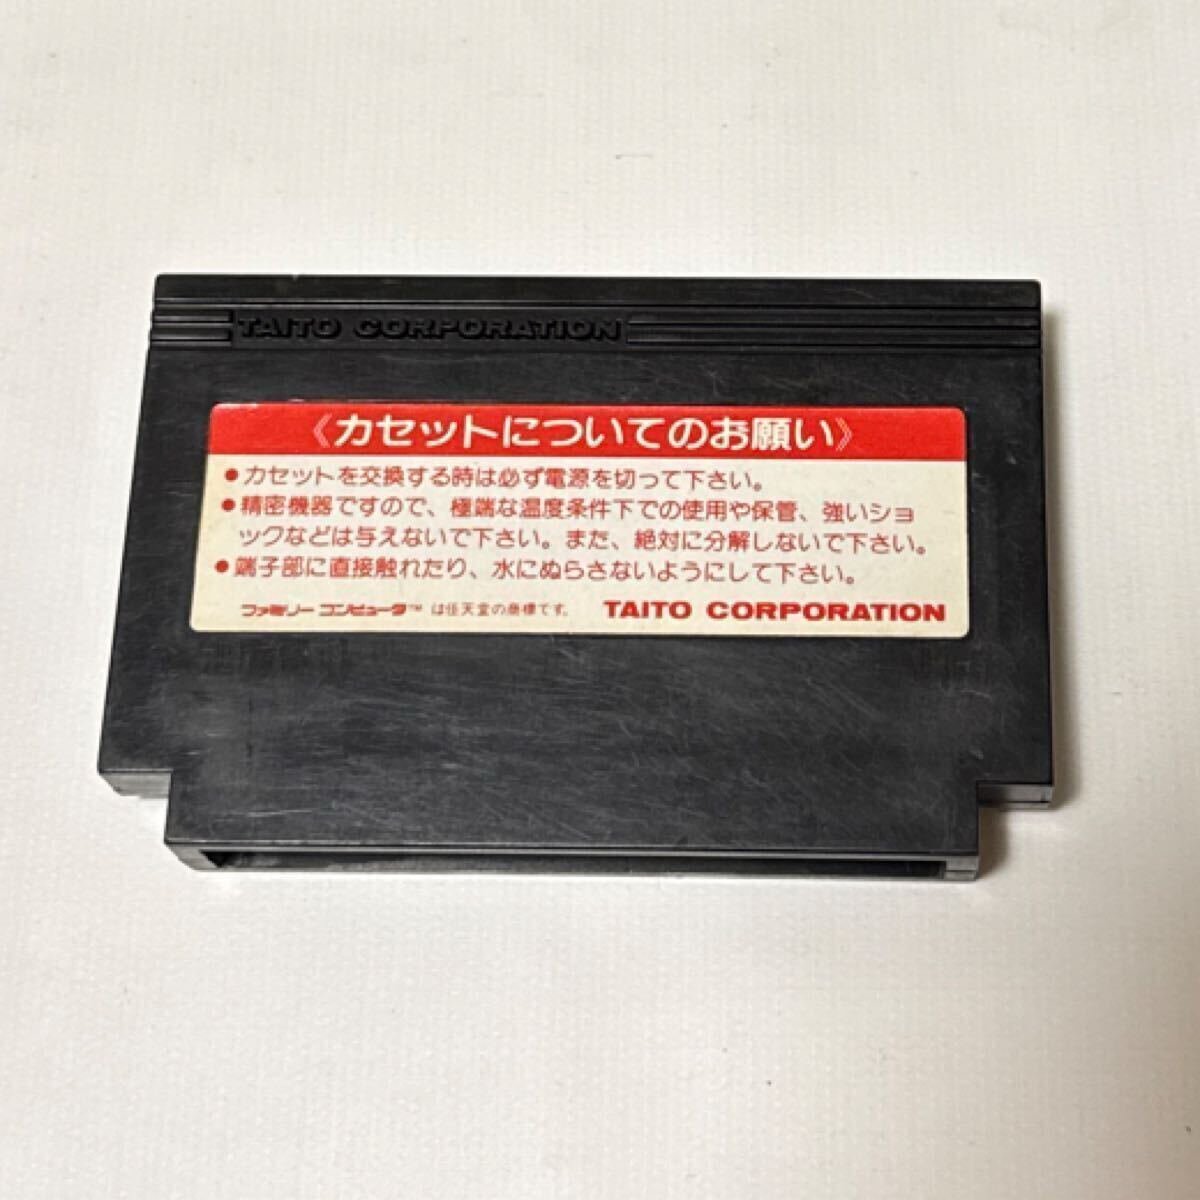 TAITO CORPORATION
《カセットについてのお願い》
●カセットを交換する時は必ず電源を切って下さい。
●精密機器ですので、極端な温度条件下での使用や保管、強いショ
ックなどは与えないで下さい。また、絶対に分解しないで下さい。
●端子部に直接触れたり、水にぬらさないようにして下さい。
ファミリーコンピュータ™は任天堂の商標です。 TAITO CORPORATION